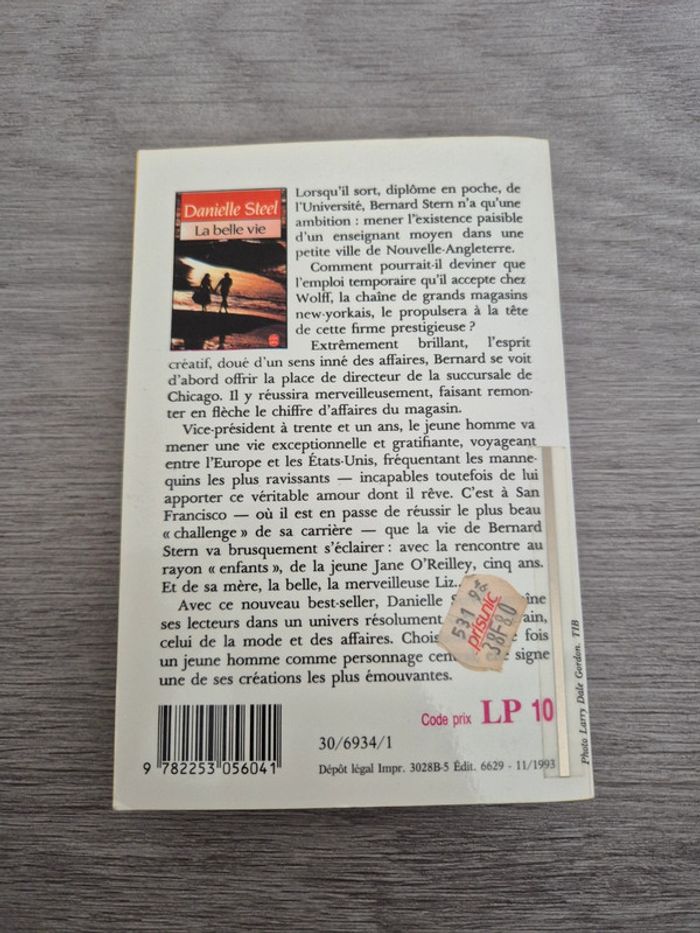 Danielle Steel
La belle vie
Lorsqu'il sort, diplôme en poche, de
l'Université, Bernard Stern n'a qu'une
ambition : mener l'existence paisible
d'un enseignant moyen dans une
petite ville de Nouvelle-Angleterre.
Comment pourrait-il deviner que
l'emploi temporaire qu'il accepte chez
Wolff, la chaîne de grands magasins
new-yorkais, le propulsera à la tête
de cette firme prestigieuse ?
Extrêmement brillant, l'esprit
créatif, doué d'un sens inné des affaires, Bernard se voit
d'abord offrir la place de directeur de la succursale de
Chicago. Il y réussira merveilleusement, faisant remon-
ter en flèche le chiffre d'affaires du magasin.
Vice-président à trente et un ans, le jeune homme va
mener une vie exceptionnelle et gratifiante, voyageant
entre l'Europe et les États-Unis, fréquentant les manne-
quins les plus ravissants — incapables toutefois de lui
apporter ce véritable amour dont il rêve. C'est à San
Francisco — où il est en passe de réussir le plus beau
« challenge » de sa carrière — que la vie de Bernard
Stern va brusquement s'éclairer : avec la rencontre au
rayon « enfants », de la jeune Jane O'Reilley, cinq ans.
Et de sa mère, la belle, la merveilleuse Liz...
Avec ce nouveau best-seller, Danielle
ses lecteurs dans un univers résolument
celui de la mode et des affaires. fois
un jeune homme comme personnage signe
une de ses créations les plus émouvantes.
prisunic
38F80
Code prix LP 10
30/6934/1
9 782253 056041
Dépôt légal Impr. 3028B-5 Édit. 6629 - 11/1993
Photo Larry Dale Gordon. TIB